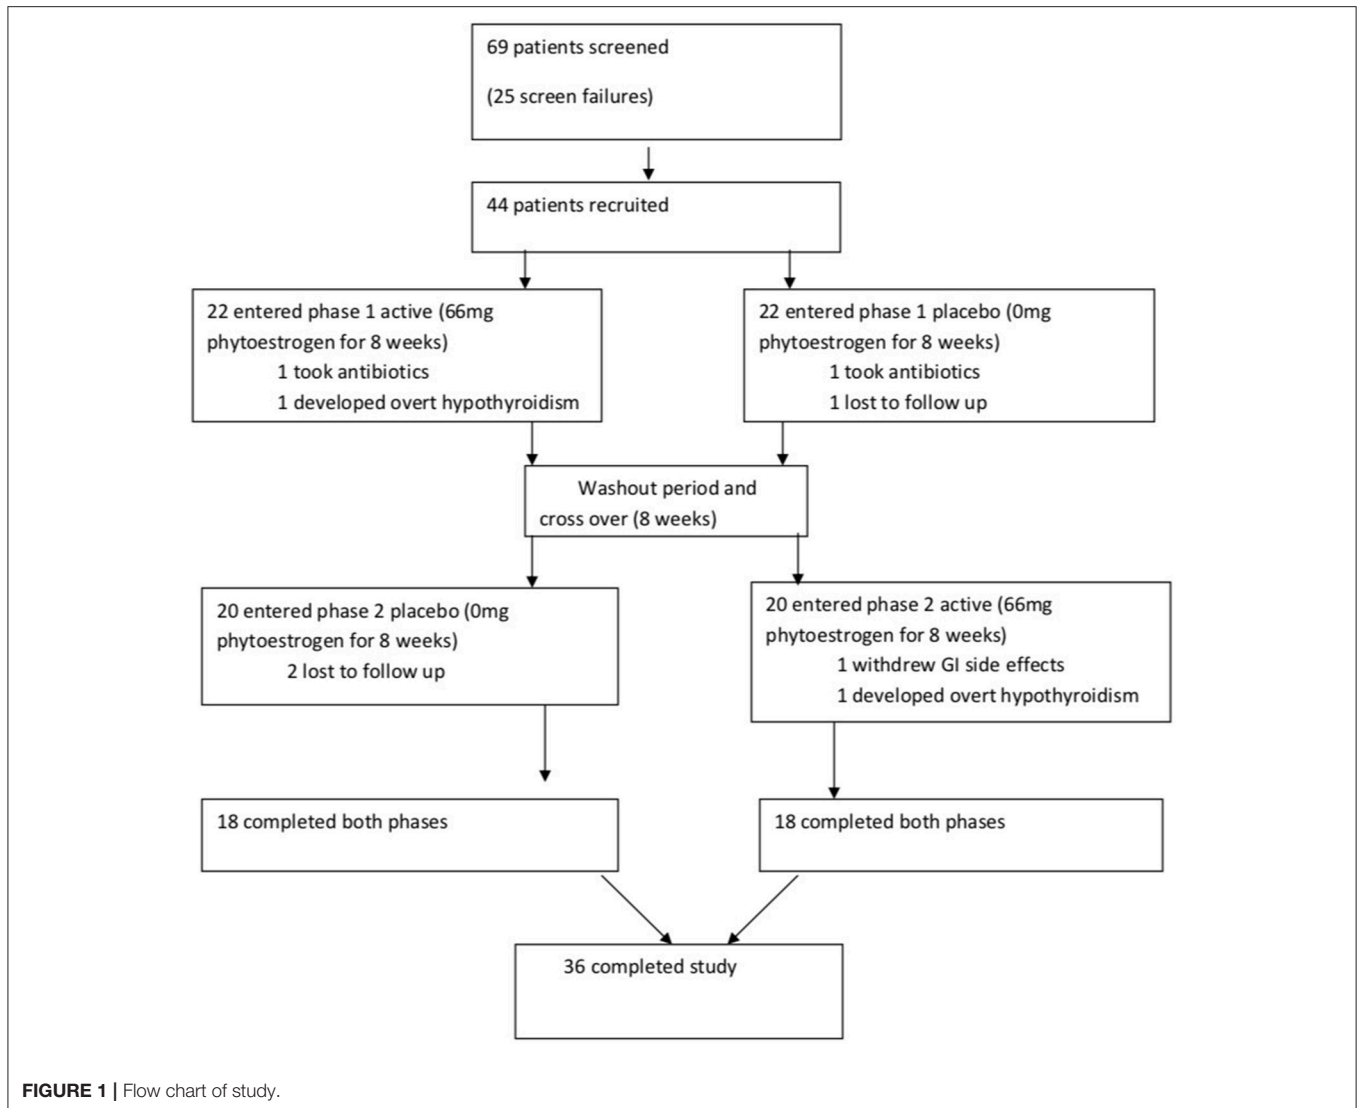 69 patients screened
(25 screen failures)
44 patients recruited
22 entered phase 1 active (66mg
phytoestrogen for 8 weeks)
1 took antibiotics
1 developed overt hypothyroidism
22 entered phase 1 placebo (0mg
phytoestrogen for 8 weeks)
1 took antibiotics
1 lost to follow up
Washout period and
cross over (8 weeks)
20 entered phase 2 placebo (0mg
phytoestrogen for 8 weeks)
2 lost to follow up
20 entered phase 2 active (66mg
phytoestrogen for 8 weeks)
1 withdrew GI side effects
1 developed overt hypothyroidism
18 completed both phases
18 completed both phases
36 completed study
FIGURE 1 | Flow chart of study.